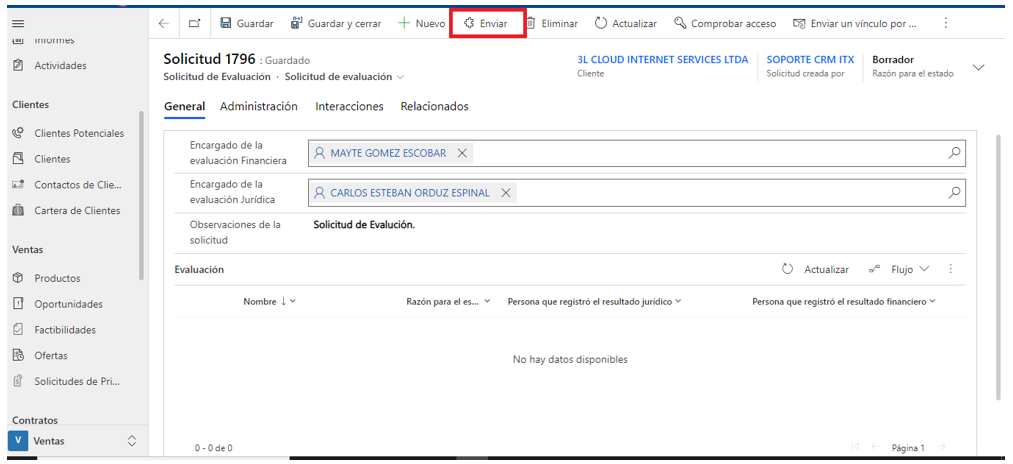 Guardar
Guardar y cerrar
Nuevo
Enviar
Eliminar
Actualizar
Comprobar acceso
Enviar un vínculo por ...
Informes
Actividades
Clientes
Clientes Potenciales
Clientes
Contactos de Clie...
Cartera de Clientes
Ventas
Productos
Oportunidades
Factibilidades
Ofertas
Solicitudes de Pri...
Contratos
V Ventas
Solicitud 1796 : Guardado
Solicitud de Evaluación · Solicitud de evaluación
3L CLOUD INTERNET SERVICES LTDA
Cliente
SOPORTE CRM ITX
Solicitud creada por
Borrador
Razón para el estado
General Administración Interacciones Relacionados
Encargado de la
evaluación Financiera
MAYTE GOMEZ ESCOBAR
Encargado de la
evaluación Jurídica
CARLOS ESTEBAN ORDUZ ESPINAL
Observaciones de la
solicitud
Solicitud de Evalución.
Evaluación
Actualizar
Flujo
Nombre
Razón para el es...
Persona que registró el resultado jurídico
Persona que registró el resultado financiero
No hay datos disponibles
0 - 0 de 0
Página 1